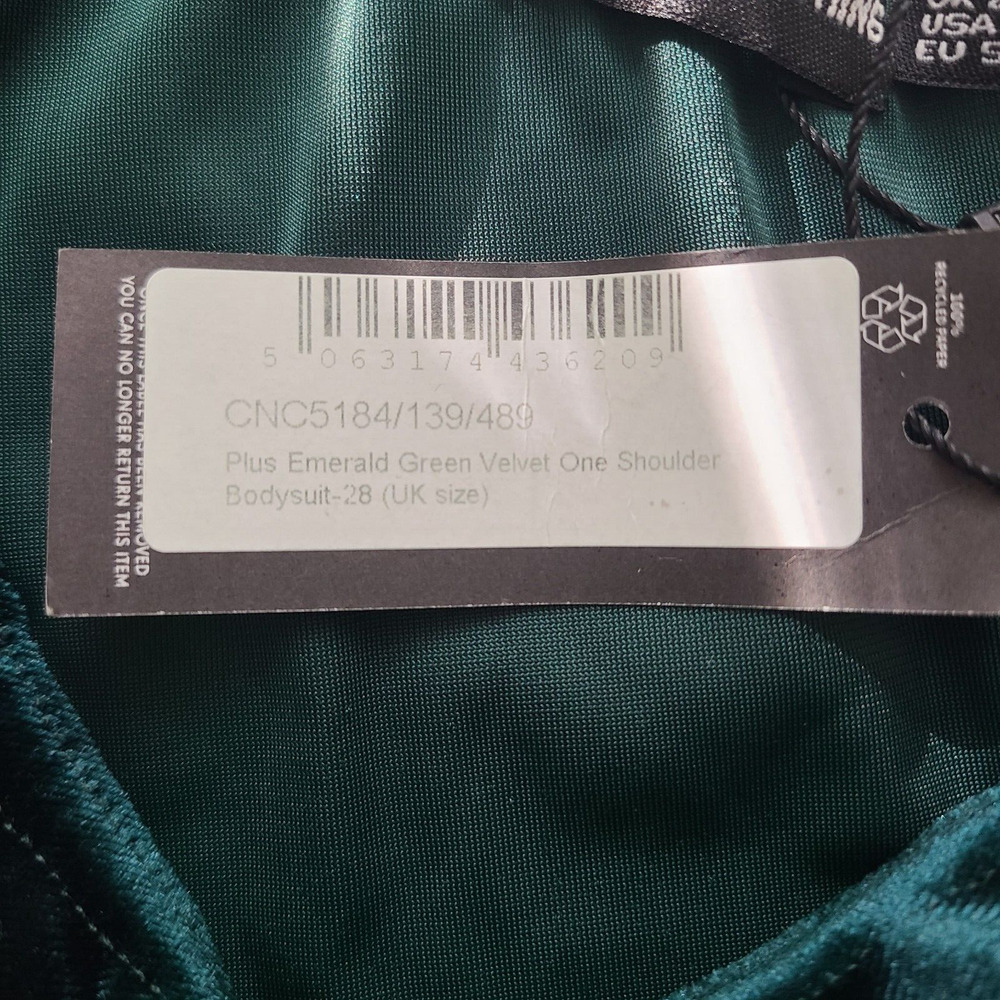 USA
EU
5 063174 436209
CNC5184/139/489
Plus Emerald Green Velvet One Shoulder
Bodysuit-28 (UK size)
YOU CAN NO LONGER RETURN THIS ITEM
100%
RECYCLED PAPER